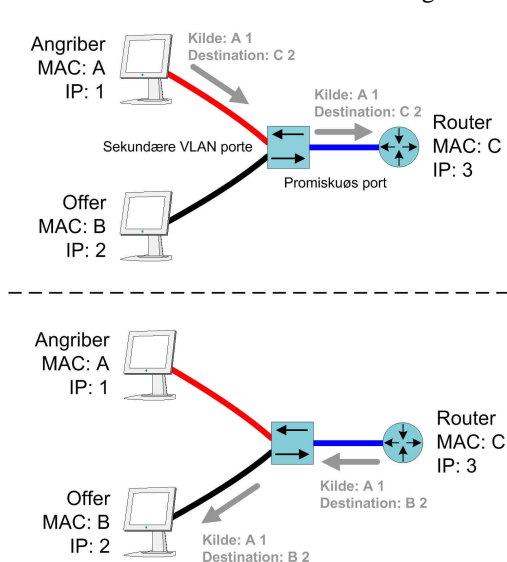 Angriber
MAC: A
IP: 1
Kilde: A 1
Destination: C 2
Kilde: A 1
Destination: C 2
Router
MAC: C
IP: 3
Sekundære VLAN porte
Promiskuøs port
Offer
MAC: B
IP: 2
Angriber
MAC: A
IP: 1
Router
MAC: C
IP: 3
Kilde: A 1
Destination: B 2
Offer
MAC: B
IP: 2
Kilde: A 1
Destination: B 2